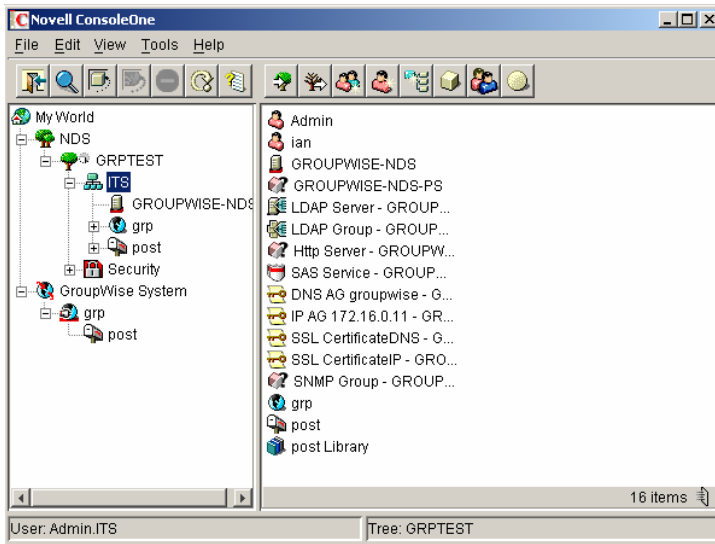 Novell ConsoleOne
File Edit View Tools Help
My World
NDS
GRPTEST
ITS
GROUPWISE-NDS
grp
post
Security
GroupWise System
grp
post
Admin
ian
GROUPWISE-NDS
GROUPWISE-NDS-PS
LDAP Server - GROUP...
LDAP Group - GROUP...
Http Server - GROUPW...
SAS Service - GROUP...
DNS AG groupwise - G...
IP AG 172.16.0.11 - GR...
SSL CertificateDNS - G...
SSL CertificateIP - GRO...
SNMP Group - GROUP...
grp
post
post Library
16 items
User: Admin.ITS
Tree: GRPTEST